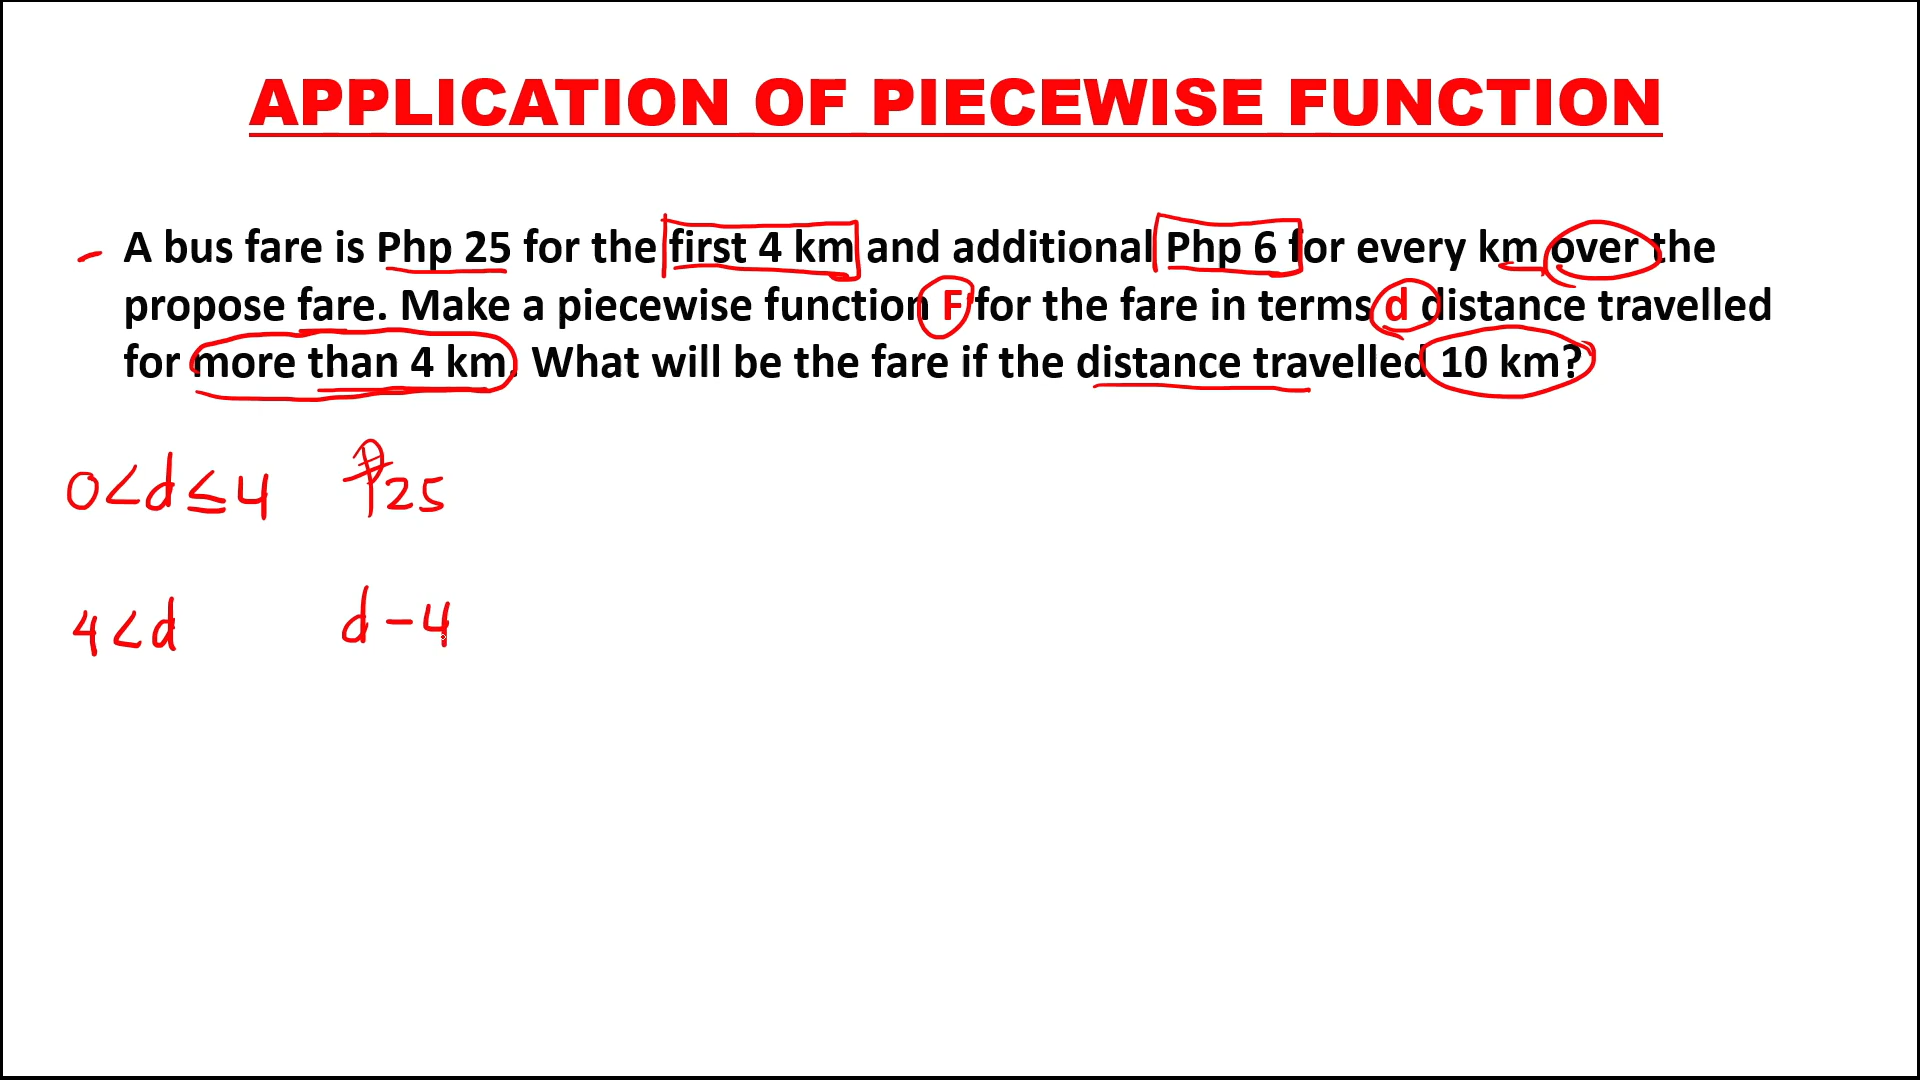 APPLICATION OF PIECEWISE FUNCTION
A bus fare is Php 25 for the first 4 km and additional Php 6 for every km over the
propose fare. Make a piecewise function F for the fare in terms d distance travelled
for more than 4 km. What will be the fare if the distance travelled 10 km?
0<d≤4 ₱25
4<d d-4